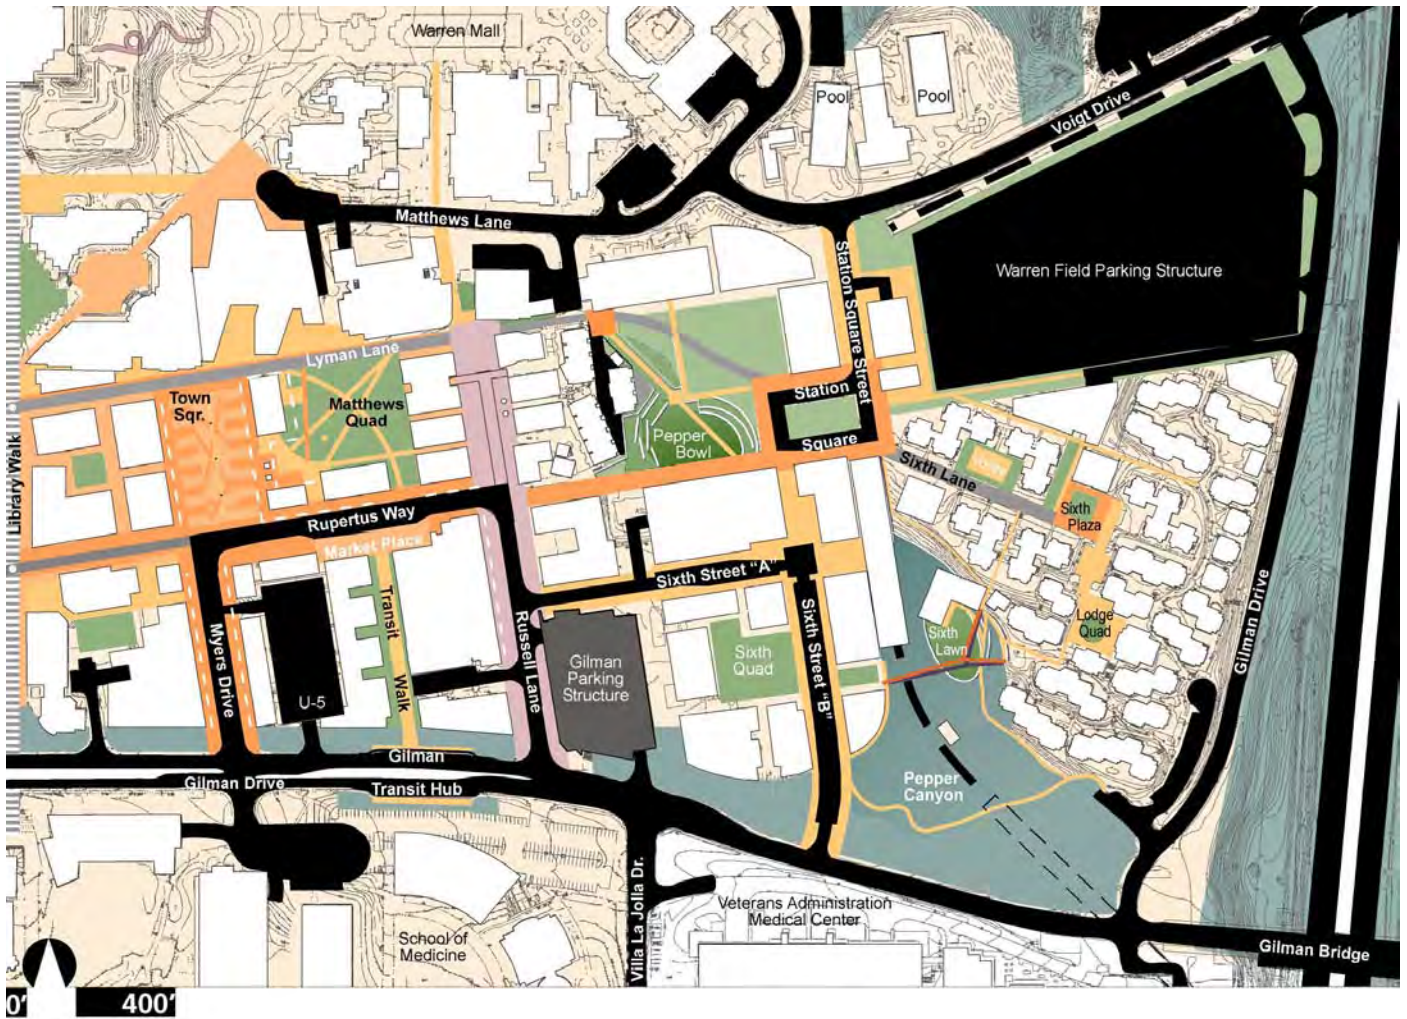 Warren Mall
Pool
Pool
Voigt Drive
Matthews Lane
Warren Field Parking Structure
Station Square Street
Lyman Lane
Town
Sqr.
Matthews
Quad
Station
Square
Pepper
Bowl
Library Walk
Sixth Lane
Volley
Sixth
Plaza
Rupertus Way
Market Place
Sixth Street "A"
Transit
Walk
Myers Drive
Russell Lane
Sixth Street "B"
Sixth
Lawn
Lodge
Quad
Gilman Drive
U-5
Gilman
Parking
Structure
Sixth
Quad
Gilman
Transit Hub
Gilman Drive
Pepper
Canyon
Villa La Jolla Dr.
Veterans Administration
Medical Center
School of
Medicine
Gilman Bridge
0'
400'